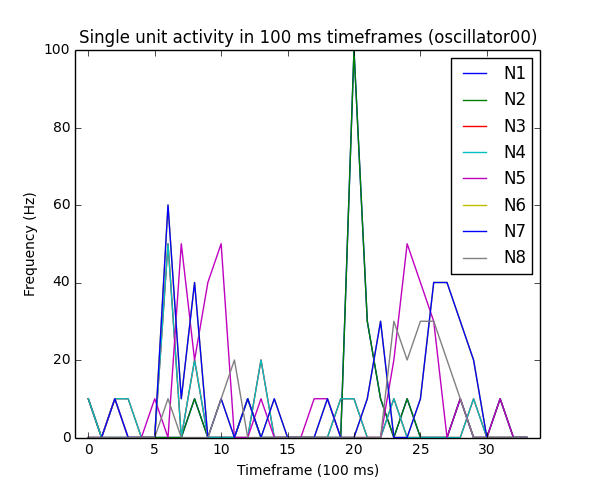 Single unit activity in 100 ms timeframes (oscillator00)
100
80
60
40
20
0
Frequency (Hz)
N1
N2
N3
N4
N5
N6
N7
N8
0 5 10 15 20 25 30
Timeframe (100 ms)